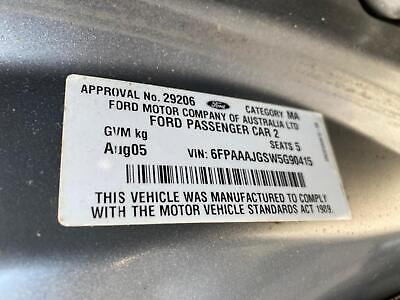 APPROVAL No. 29206 Ford CATEGORY MA
FORD MOTOR COMPANY OF AUSTRALIA LTD
FORD PASSENGER CAR 2
GVM kg SEATS 5
Aug05 VIN: 6FPAAAJGSW5G90415
THIS VEHICLE WAS MANUFACTURED TO COMPLY
WITH THE MOTOR VEHICLE STANDARDS ACT 1989.